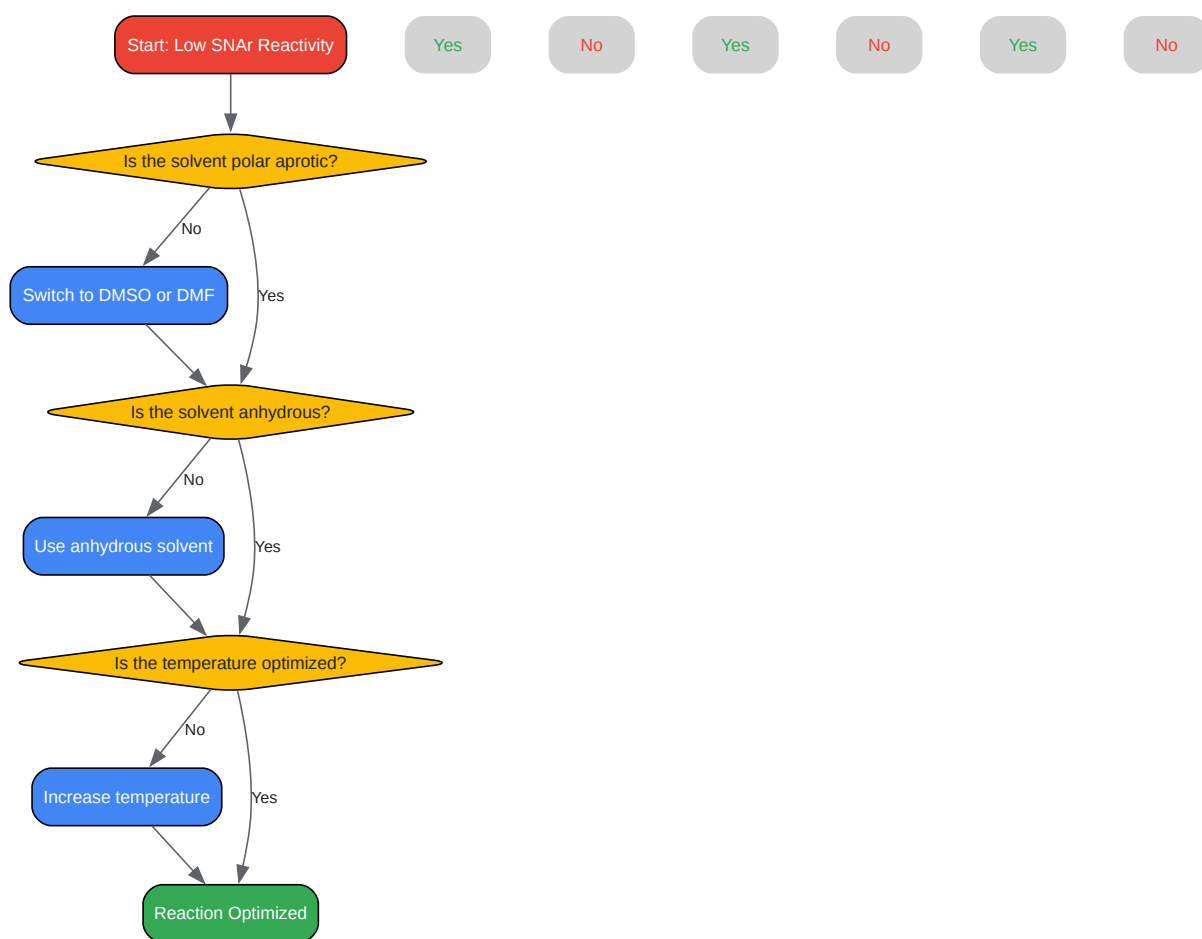 Start: Low SNAr Reactivity
Yes
No
Yes
No
Yes
No
Is the solvent polar aprotic?
No
Switch to DMSO or DMF
Yes
Is the solvent anhydrous?
No
Use anhydrous solvent
Yes
Is the temperature optimized?
No
Increase temperature
Yes
Reaction Optimized